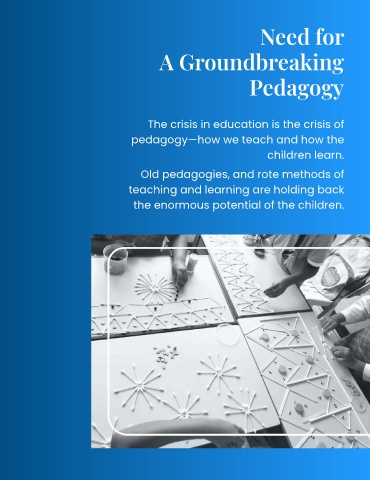 Need for
A Groundbreaking
Pedagogy
The crisis in education is the crisis of
pedagogy—how we teach and how the
children learn.
Old pedagogies, and rote methods of
teaching and learning are holding back
the enormous potential of the children.